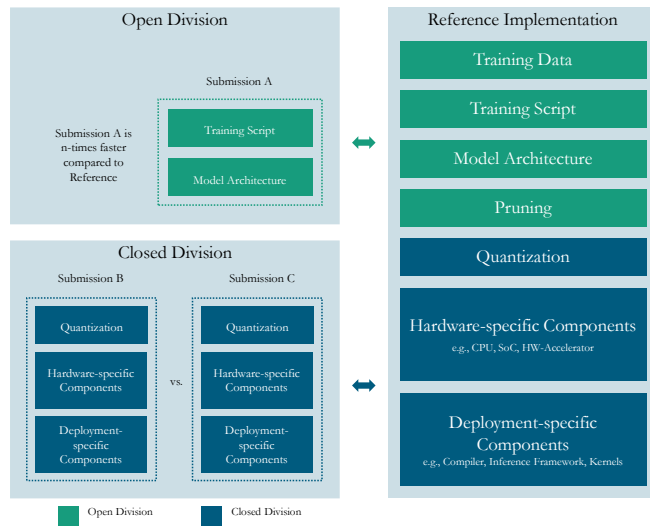 Open Division
Submission A
Submission A is
n-times faster
compared to
Reference
Training Script
Model Architecture
Closed Division
Submission B
Submission C
Quantization
Hardware-specific
Components
Deployment-
specific
Components
vs.
Quantization
Hardware-specific
Components
Deployment-
specific
Components
Reference Implementation
Training Data
Training Script
Model Architecture
Pruning
Quantization
Hardware-specific Components
e.g., CPU, SoC, HW-Accelerator
Deployment-specific
Components
e.g., Compiler, Inference Framework, Kernels
Open Division
Closed Division